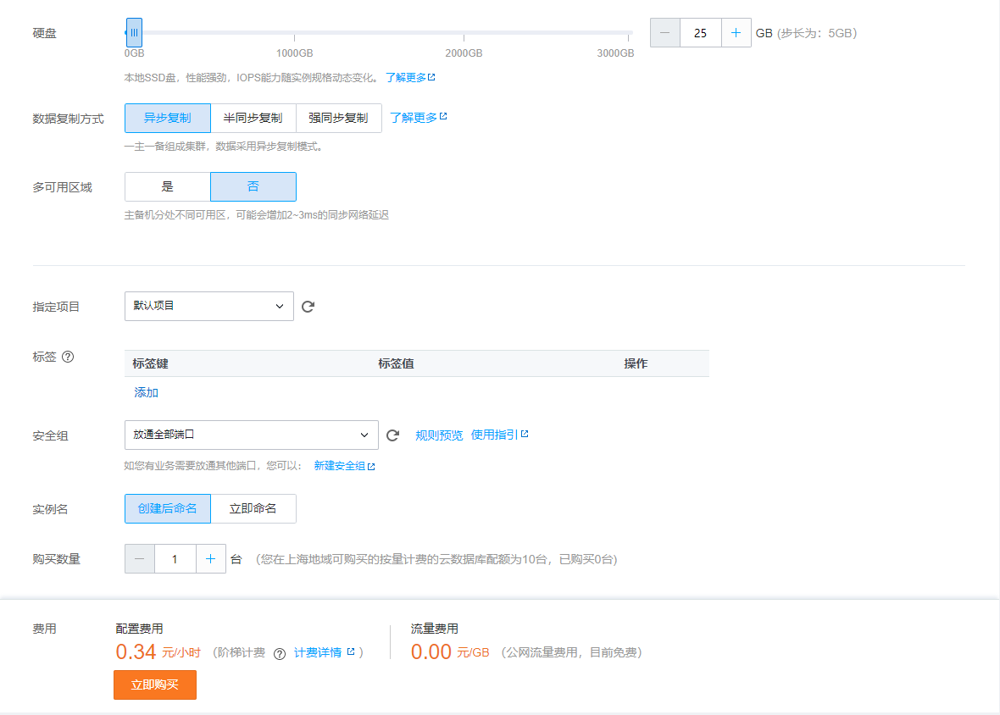 硬盘
25
GB (步长为：5GB)
0GB 1000GB 2000GB 3000GB
本地SSD盘，性能强劲，IOPS能力随实例规格动态变化。 了解更多
数据复制方式 异步复制 半同步复制 强同步复制 了解更多
一主一备组成集群，数据采用异步复制模式。
多可用区域 是 否
主备机分处不同可用区，可能会增加2~3ms的同步网络延迟
指定项目 默认项目
标签 标签键 标签值 操作
添加
安全组 放通全部端口 规则预览 使用指引
如您有业务需要放通其他端口，您可以： 新建安全组
实例名 创建后命名 立即命名
购买数量 1 台 （您在上海地域可购买的按量计费的云数据库配额为10台，已购买0台）
费用 配置费用 流量费用
0.34 元/小时 （阶梯计费 计费详情 ） 0.00 元/GB （公网流量费用，目前免费）
立即购买